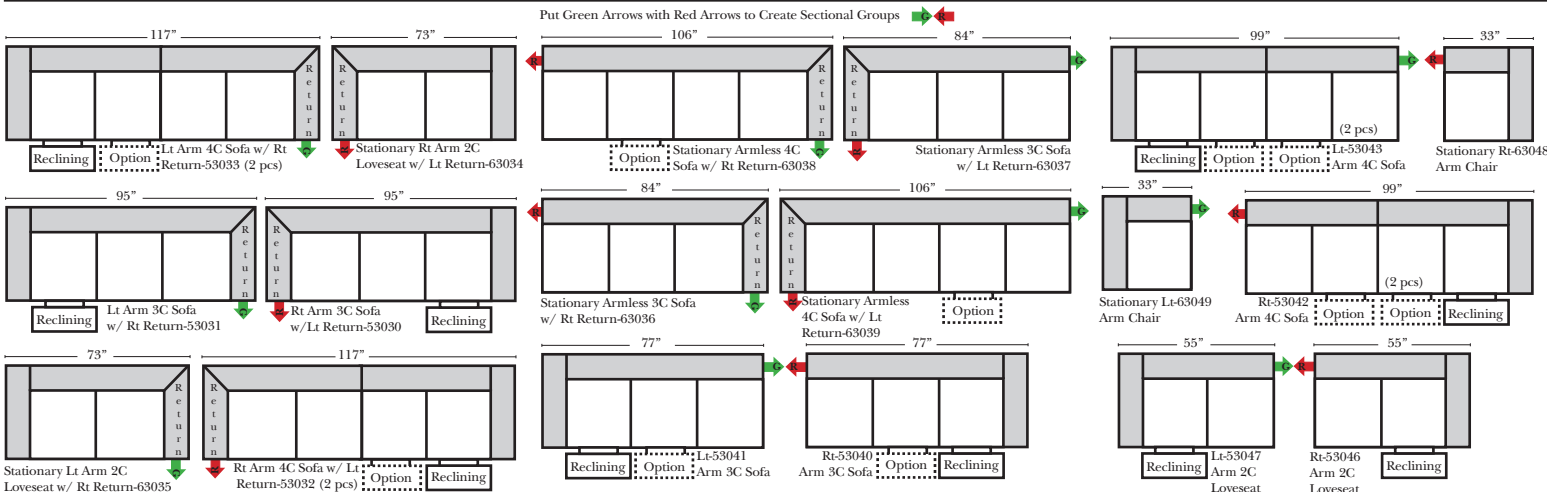 Put Green Arrows with Red Arrows to Create Sectional Groups G R
117”
73”
106”
84”
99”
33”
R
G
G
R
Return
Return
Return
Return
G
R
G
R
(2 pcs)
Reclining
Option
Lt Arm 4C Sofa w/ Rt
Return-53033 (2 pcs)
Stationary Rt Arm 2C
Loveseat w/ Lt Return-63034
Option
Stationary Armless 4C
Sofa w/ Rt Return-63038
Stationary Armless 3C Sofa
w/ Lt Return-63037
Reclining
Option
Option
Lt-53043
Arm 4C Sofa
Stationary Rt-63048
Arm Chair
95”
95”
84”
106”
33”
99”
R
G
G
R
Return
Return
Return
Return
G
R
G
R
(2 pcs)
Reclining
Lt Arm 3C Sofa
w/ Rt Return-53031
Rt Arm 3C Sofa
w/Lt Return-53030
Reclining
Stationary Armless 3C Sofa
w/ Rt Return-63036
Stationary Armless
4C Sofa w/ Lt
Return-63039
Option
Stationary Lt-63049
Arm Chair
Rt-53042
Arm 4C Sofa
Option
Option
Reclining
73”
117”
77”
77”
55”
55”
G
R
G
R
Return
Return
G
R
Stationary Lt Arm 2C
Loveseat w/ Rt Return-63035
Rt Arm 4C Sofa w/ Lt
Return-53032 (2 pcs)
Option
Reclining
Reclining
Option
Lt-53041
Arm 3C Sofa
Rt-53040
Arm 3C Sofa
Option
Reclining
Reclining
Lt-53047
Arm 2C
Loveseat
Rt-53046
Arm 2C
Loveseat
Reclining